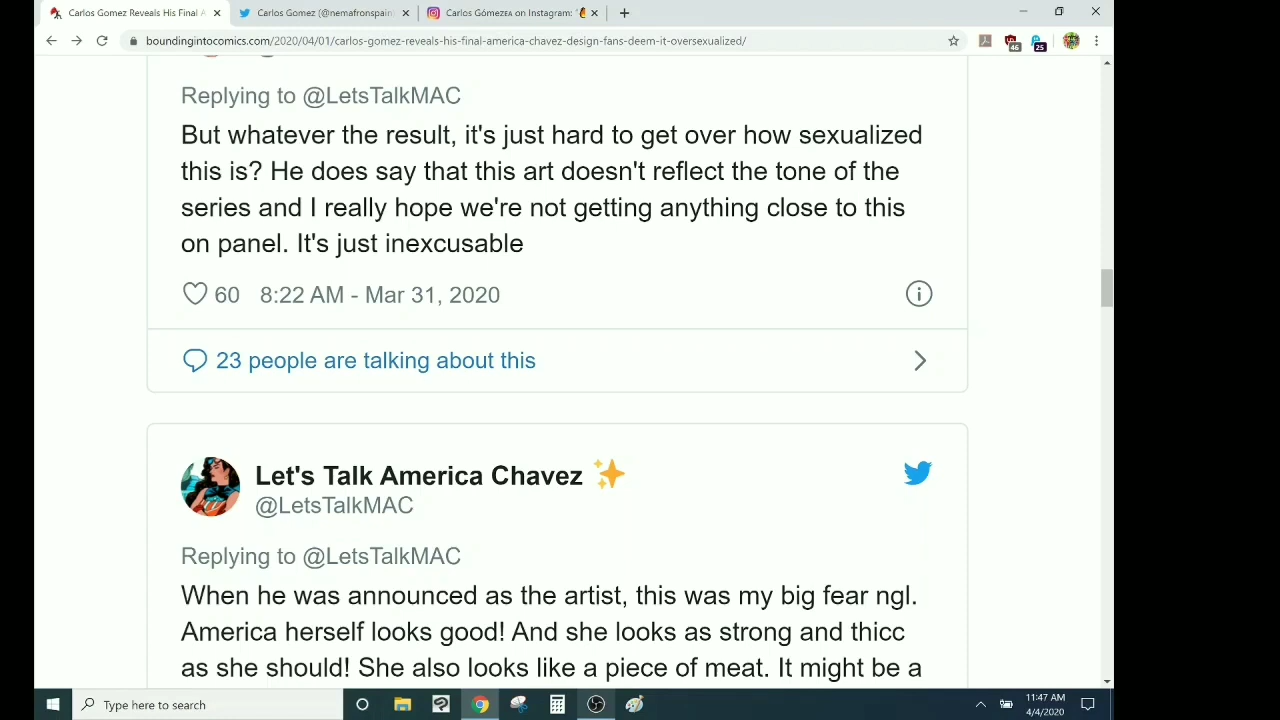 Carlos Gomez Reveals His Final A
Carlos Gomez (@nemafronspain
Carlos Gómez on Instagram:
boundingintocomics.com/2020/04/01/carlos-gomez-reveals-his-final-america-chavez-design-fans-deem-it-oversexualized/
46
25
Replying to @LetsTalkMAC
But whatever the result, it's just hard to get over how sexualized
this is? He does say that this art doesn't reflect the tone of the
series and I really hope we're not getting anything close to this
on panel. It's just inexcusable
60 8:22 AM - Mar 31, 2020
23 people are talking about this
Let's Talk America Chavez ✨
@LetsTalkMAC
Replying to @LetsTalkMAC
When he was announced as the artist, this was my big fear ngl.
America herself looks good! And she looks as strong and thicc
as she should! She also looks like a piece of meat. It might be a
Type here to search
11:47 AM
4/4/2020